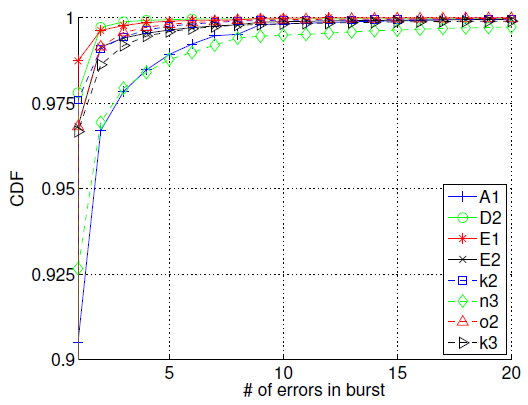 1
0.975
0.95
0.925
0.9
CDF
5
10
15
20
# of errors in burst
A1
D2
E1
E2
k2
n3
o2
k3